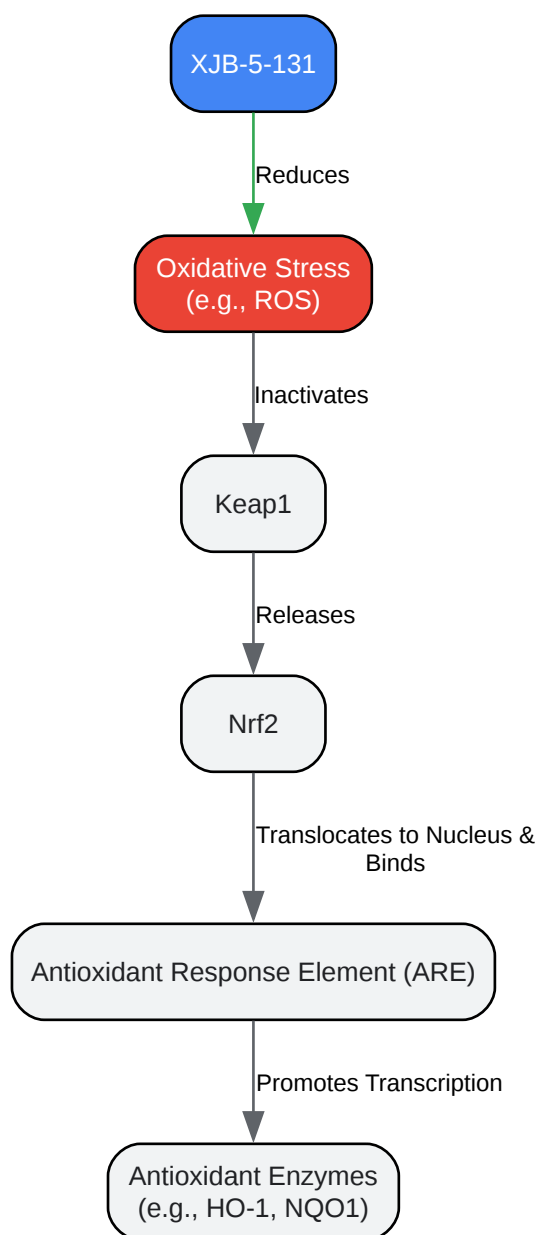 XJB-5-131
Reduces
Oxidative Stress
(e.g., ROS)
Inactivates
Keap1
Releases
Nrf2
Translocates to Nucleus &
Binds
Antioxidant Response Element (ARE)
Promotes Transcription
Antioxidant Enzymes
(e.g., HO-1, NQO1)